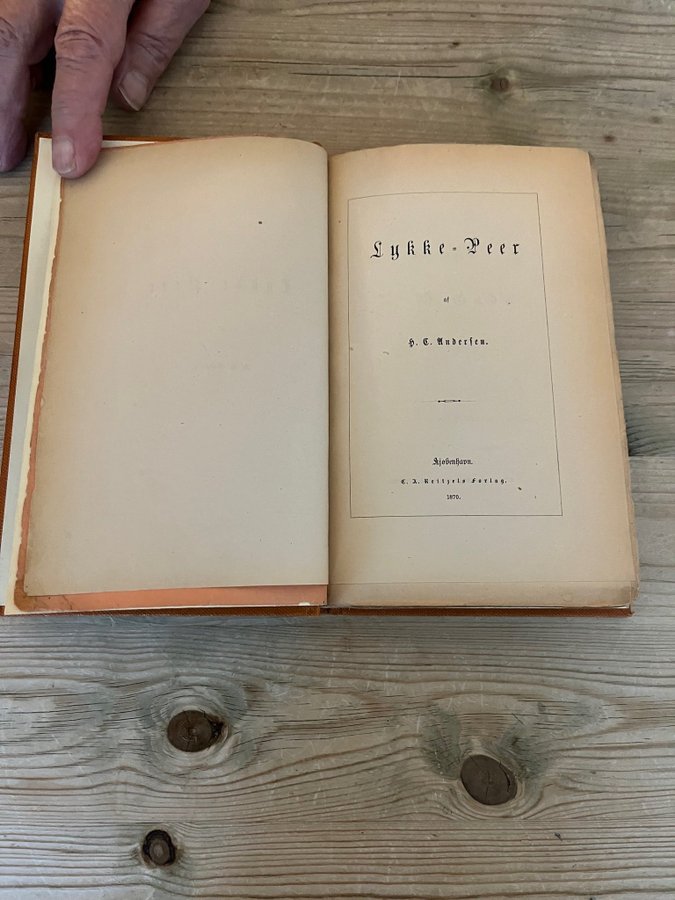 Lykke-Peer
af
H. C. Andersen.
Kjøbenhavn.
C. A. Reitzels Forlag.
1870.